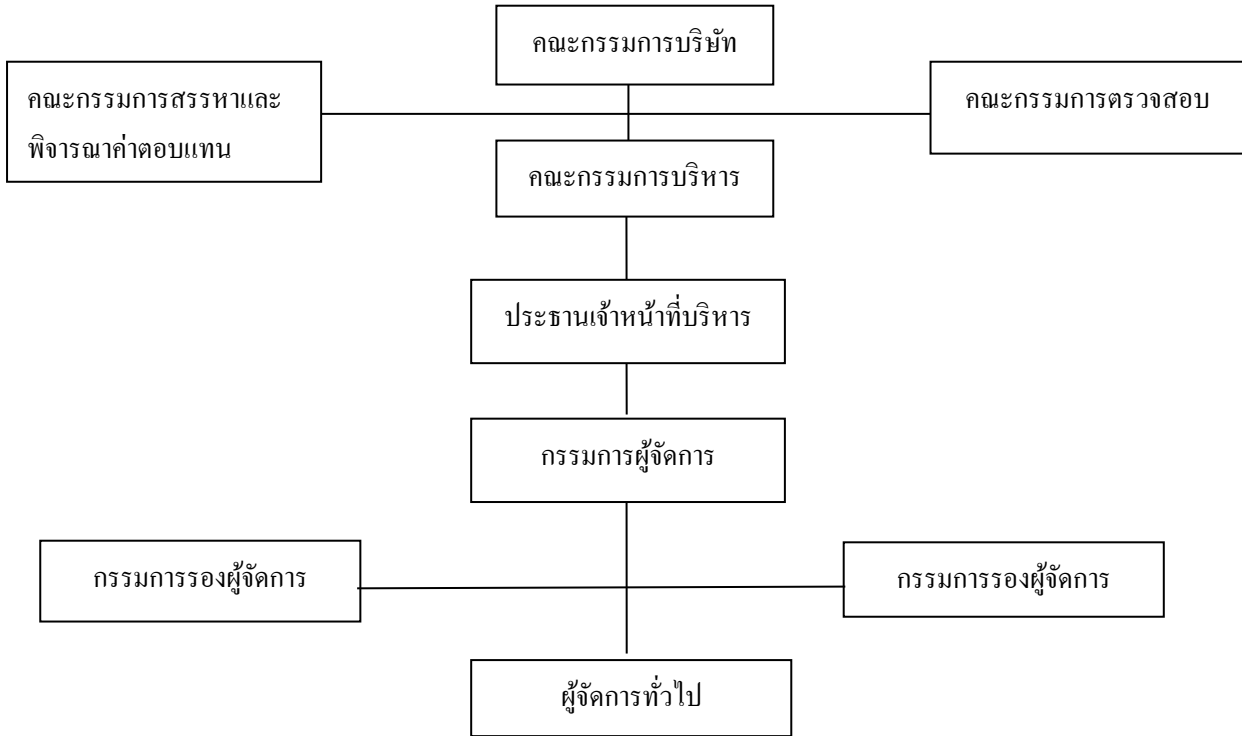 คณะกรรมการบริษัท
คณะกรรมการสรรหาและ
พิจารณาค่าตอบแทน
คณะกรรมการตรวจสอบ
คณะกรรมการบริหาร
ประธานเจ้าหน้าที่บริหาร
กรรมการผู้จัดการ
กรรมการรองผู้จัดการ
กรรมการรองผู้จัดการ
ผู้จัดการทั่วไป